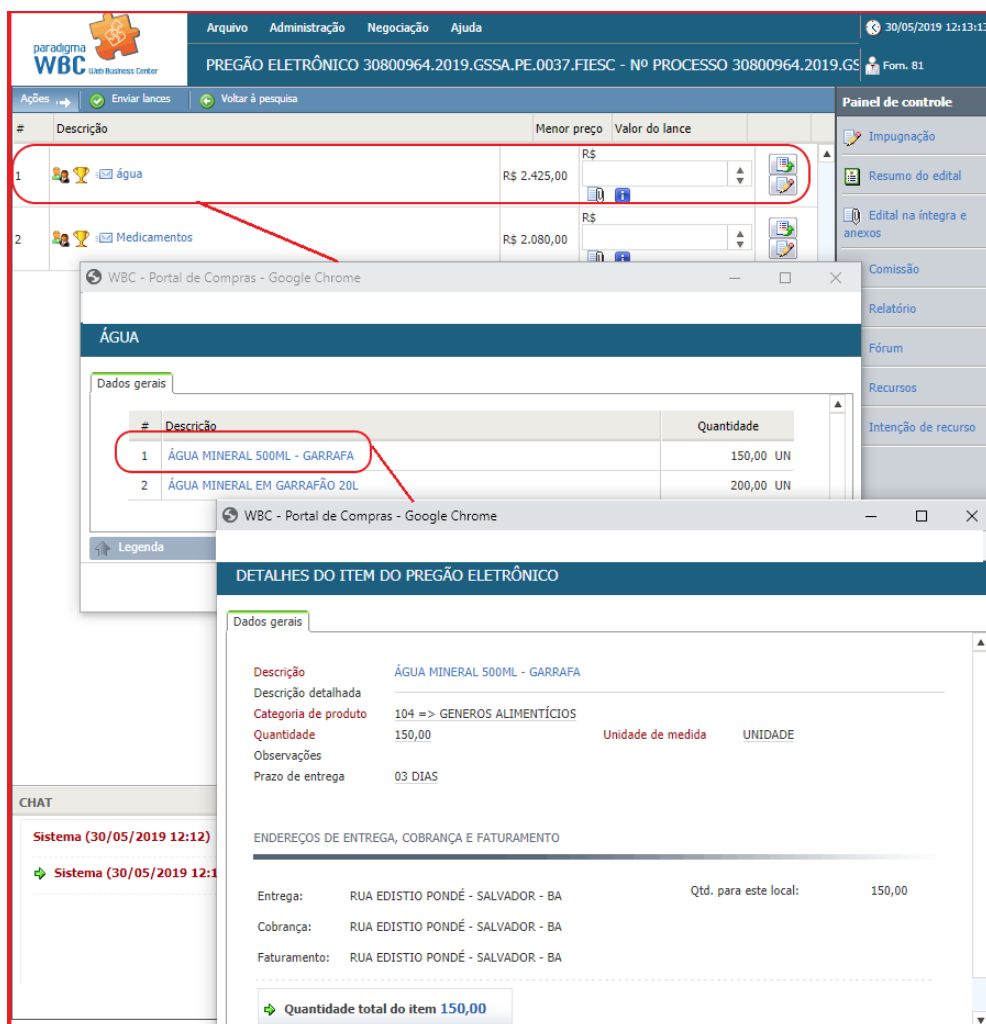 Arquivo Administração Negociação Ajuda
30/05/2019 12:13:13
paradigma
WBC Web Business Center
PREGÃO ELETRÔNICO 30800964.2019.GSSA.PE.0037.FIESC - Nº PROCESSO 30800964.2019.GS
Forn. 81
Ações Enviar lances Voltar à pesquisa
Painel de controle
# Descrição Menor preço Valor do lance
Impugnação
R$
1 água R$ 2.425,00
Resumo do edital
R$
Edital na íntegra e
anexos
2 Medicamentos R$ 2.080,00
WBC - Portal de Compras - Google Chrome
Comissão
Relatório
ÁGUA
Fórum
Dados gerais
Recursos
# Descrição Quantidade
Intenção de recurso
1 ÁGUA MINERAL 500ML - GARRAFA 150,00 UN
2 ÁGUA MINERAL EM GARRAFÃO 20L 200,00 UN
WBC - Portal de Compras - Google Chrome
Legenda
DETALHES DO ITEM DO PREGÃO ELETRÔNICO
Dados gerais
Descrição ÁGUA MINERAL 500ML - GARRAFA
Descrição detalhada
Categoria de produto 104 => GENEROS ALIMENTÍCIOS
Quantidade 150,00 Unidade de medida UNIDADE
Observações
Prazo de entrega 03 DIAS
CHAT
Sistema (30/05/2019 12:12)
ENDEREÇOS DE ENTREGA, COBRANÇA E FATURAMENTO
Sistema (30/05/2019 12:1
Entrega: RUA EDISTIO PONDÉ - SALVADOR - BA Qtd. para este local: 150,00
Cobrança: RUA EDISTIO PONDÉ - SALVADOR - BA
Faturamento: RUA EDISTIO PONDÉ - SALVADOR - BA
Quantidade total do item 150,00